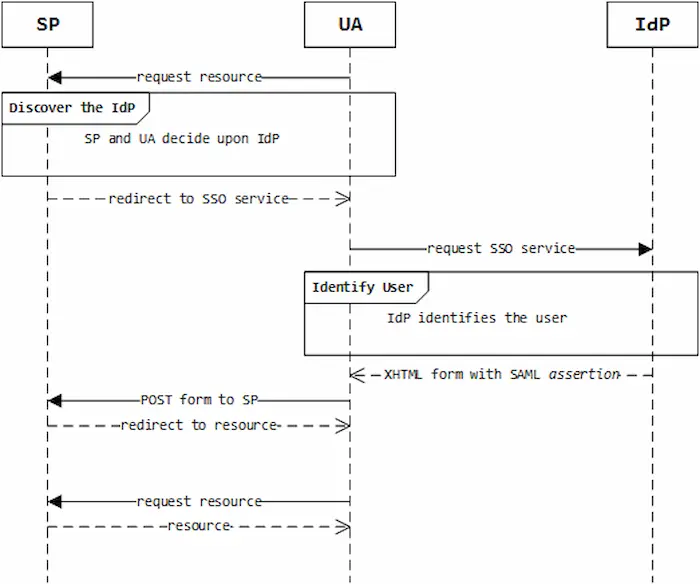 SP
UA
IdP
request resource
Discover the IdP
SP and UA decide upon IdP
redirect to SSO service
request SSO service
Identify User
IdP identifies the user
XHTML form with SAML assertion
POST form to SP
redirect to resource
request resource
resource